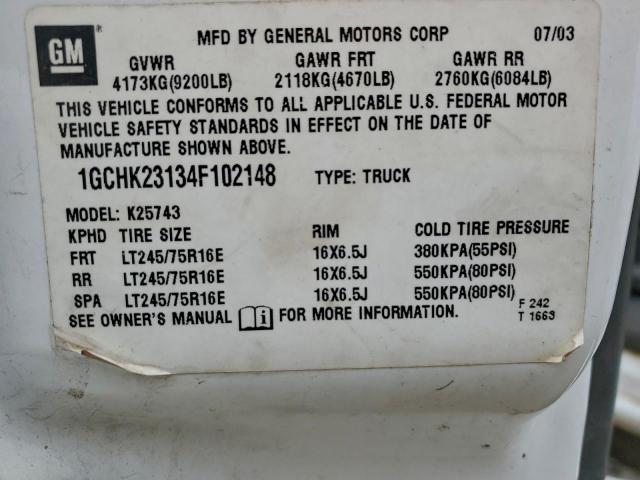 GM
MFD BY GENERAL MOTORS CORP 07/03
GVWR GAWR FRT GAWR RR
4173KG(9200LB) 2118KG(4670LB) 2760KG(6084LB)
THIS VEHICLE CONFORMS TO ALL APPLICABLE U.S. FEDERAL MOTOR
VEHICLE SAFETY STANDARDS IN EFFECT ON THE DATE OF
MANUFACTURE SHOWN ABOVE.
1GCHK23134F102148 TYPE: TRUCK
MODEL: K25743
KPHD TIRE SIZE RIM COLD TIRE PRESSURE
FRT LT245/75R16E 16X6.5J 380KPA(55PSI)
RR LT245/75R16E 16X6.5J 550KPA(80PSI)
SPA LT245/75R16E 16X6.5J 550KPA(80PSI)
SEE OWNER'S MANUAL i FOR MORE INFORMATION.
F 242
T 1663